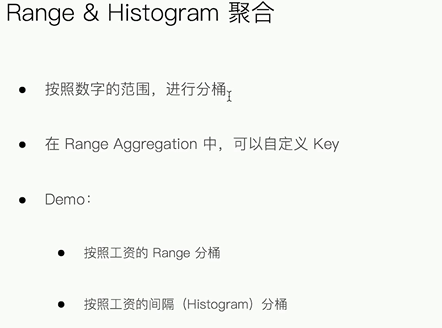 Range & Histogram 聚合
按照数字的范围，进行分桶
在 Range Aggregation 中，可以自定义 Key
Demo：
按照工资的 Range 分桶
按照工资的间隔（Histogram）分桶